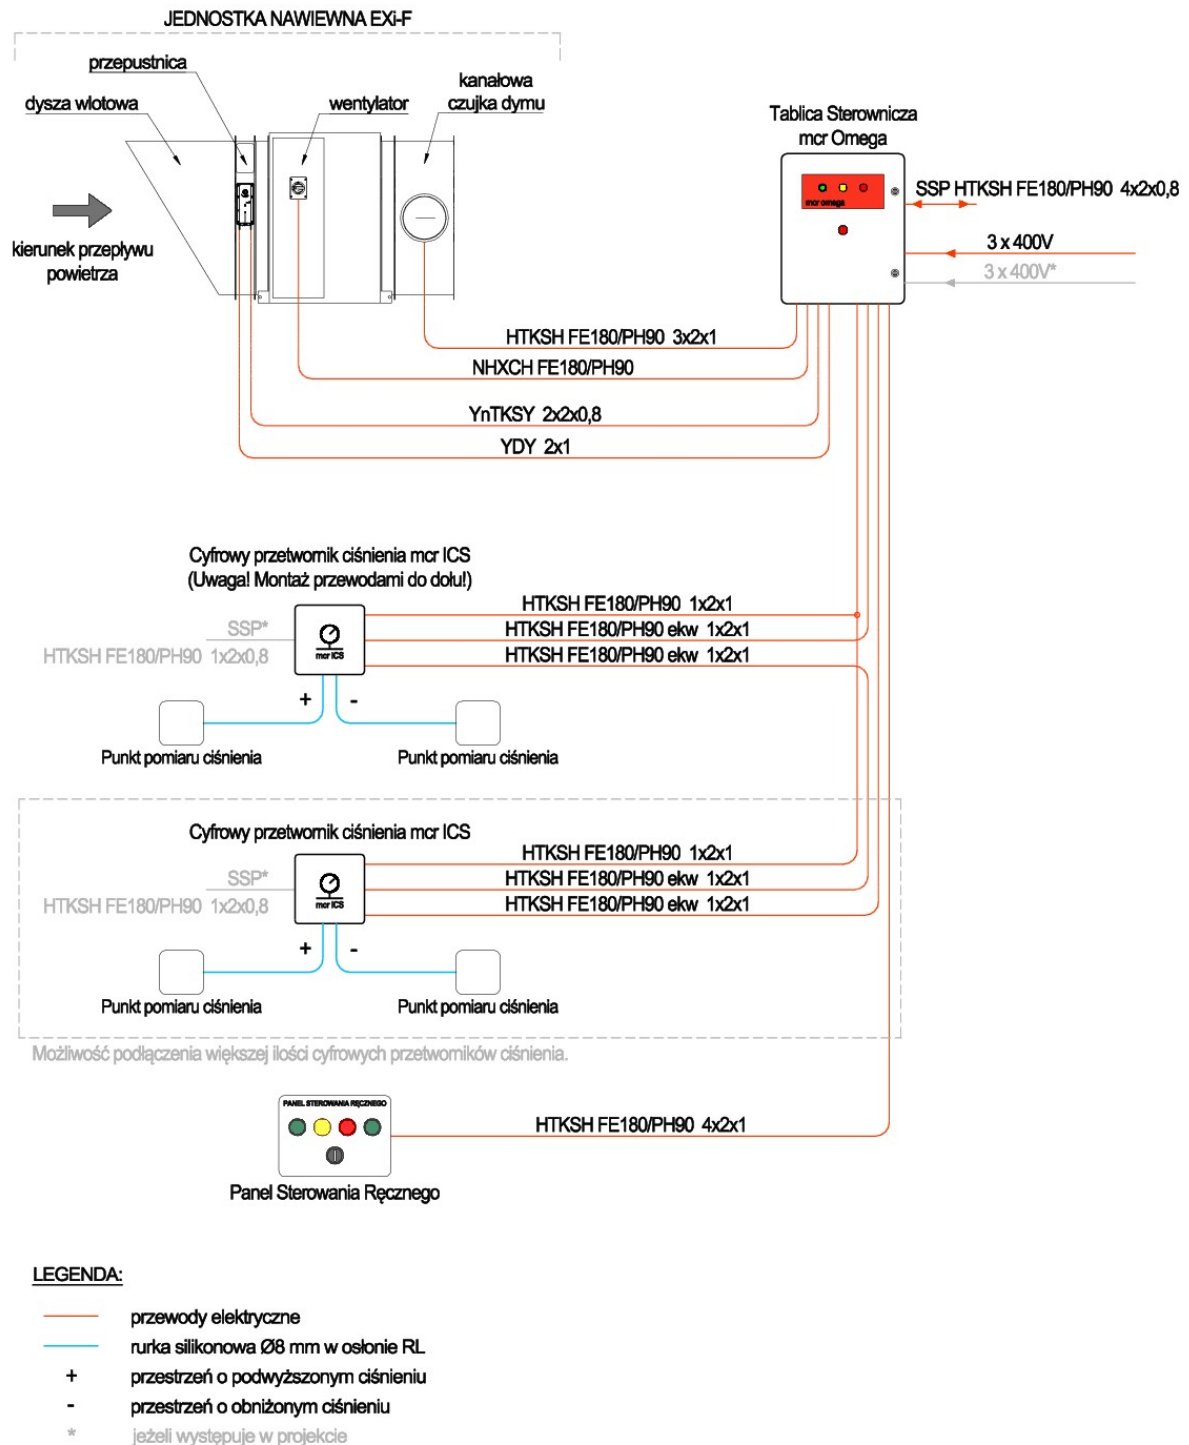 JEDNOSTKA NAWIEWNA EXi-F
przepustnica
dysza wlotowa
wentylator
kanałowa
czujka dymu
kierunek przepływu
powietrza
Tablica Sterownicza
mcr Omega
mcr omega
SSP HTKSH FE180/PH90 4x2x0,8
3 x 400V
3 x 400V*
HTKSH FE180/PH90 3x2x1
NHXCH FE180/PH90
YnTKSY 2x2x0,8
YDY 2x1
Cyfrowy przetwornik ciśnienia mcr ICS
(Uwaga! Montaż przewodami do dołu!)
SSP*
HTKSH FE180/PH90 1x2x0,8
mcr ICS
HTKSH FE180/PH90 1x2x1
HTKSH FE180/PH90 ekw 1x2x1
HTKSH FE180/PH90 ekw 1x2x1
+
-
Punkt pomiaru ciśnienia
Punkt pomiaru ciśnienia
Cyfrowy przetwornik ciśnienia mcr ICS
SSP*
HTKSH FE180/PH90 1x2x0,8
mcr ICS
HTKSH FE180/PH90 1x2x1
HTKSH FE180/PH90 ekw 1x2x1
HTKSH FE180/PH90 ekw 1x2x1
+
-
Punkt pomiaru ciśnienia
Punkt pomiaru ciśnienia
Możliwość podłączenia większej ilości cyfrowych przetworników ciśnienia.
PANEL STEROWANIA RĘCZNEGO
HTKSH FE180/PH90 4x2x1
Panel Sterowania Ręcznego
LEGENDA:
przewody elektryczne
rurka silikonowa Ø8 mm w osłonie RL
+ przestrzeń o podwyższonym ciśnieniu
- przestrzeń o obniżonym ciśnieniu
* jeżeli występuje w projekcie